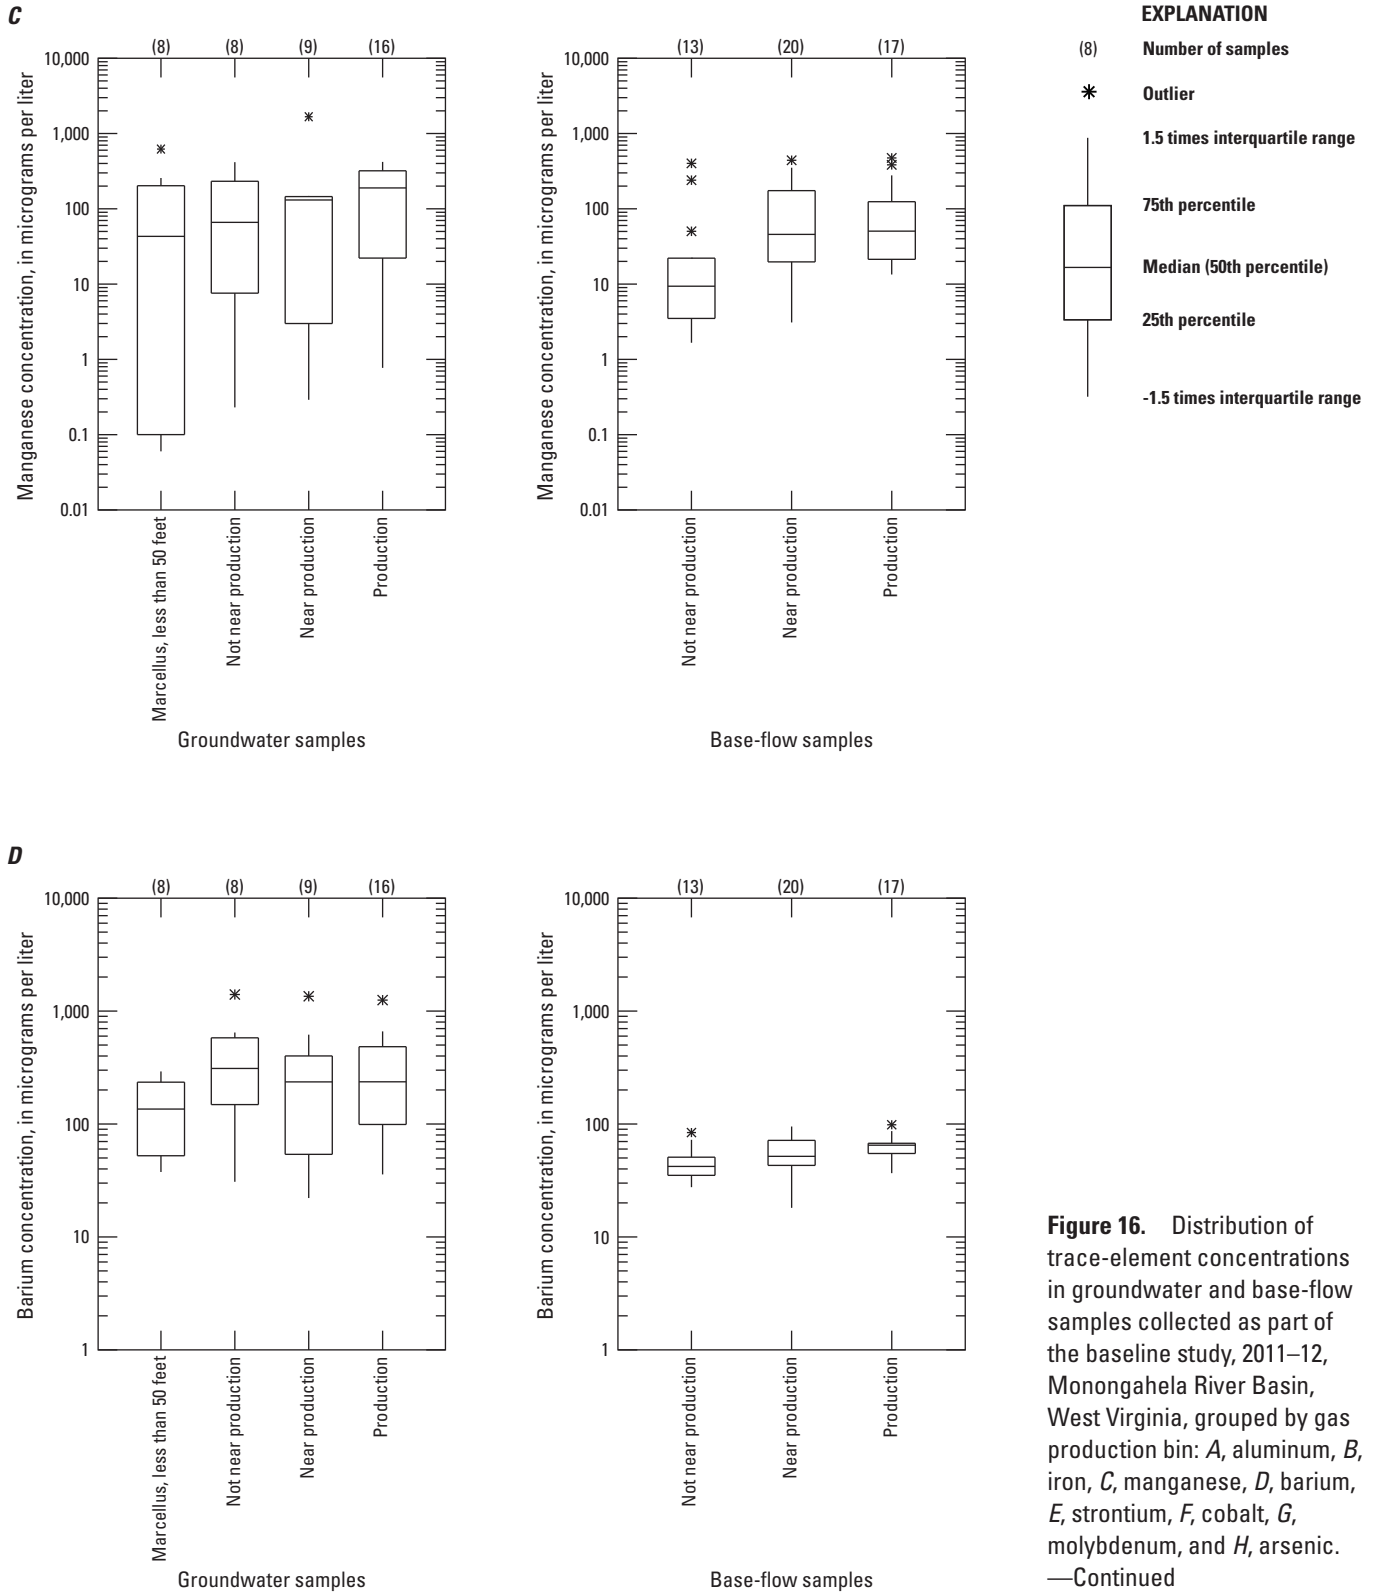 C
(8) (8) (9) (16)
10,000
1,000
100
10
1
0.1
0.01
Manganese concentration, in micrograms per liter
Marcellus, less than 50 feet
Not near production
Near production
Production
Groundwater samples
(13) (20) (17)
10,000
1,000
100
10
1
0.1
0.01
Manganese concentration, in micrograms per liter
Not near production
Near production
Production
Base-flow samples
EXPLANATION
(8) Number of samples
Outlier
1.5 times interquartile range
75th percentile
Median (50th percentile)
25th percentile
-1.5 times interquartile range
D
(8) (8) (9) (16)
10,000
1,000
100
10
1
Barium concentration, in micrograms per liter
Marcellus, less than 50 feet
Not near production
Near production
Production
Groundwater samples
(13) (20) (17)
10,000
1,000
100
10
1
Barium concentration, in micrograms per liter
Not near production
Near production
Production
Base-flow samples
Figure 16. Distribution of
trace-element concentrations
in groundwater and base-flow
samples collected as part of
the baseline study, 2011–12,
Monongahela River Basin,
West Virginia, grouped by gas
production bin: A, aluminum, B,
iron, C, manganese, D, barium,
E, strontium, F, cobalt, G,
molybdenum, and H, arsenic.
—Continued